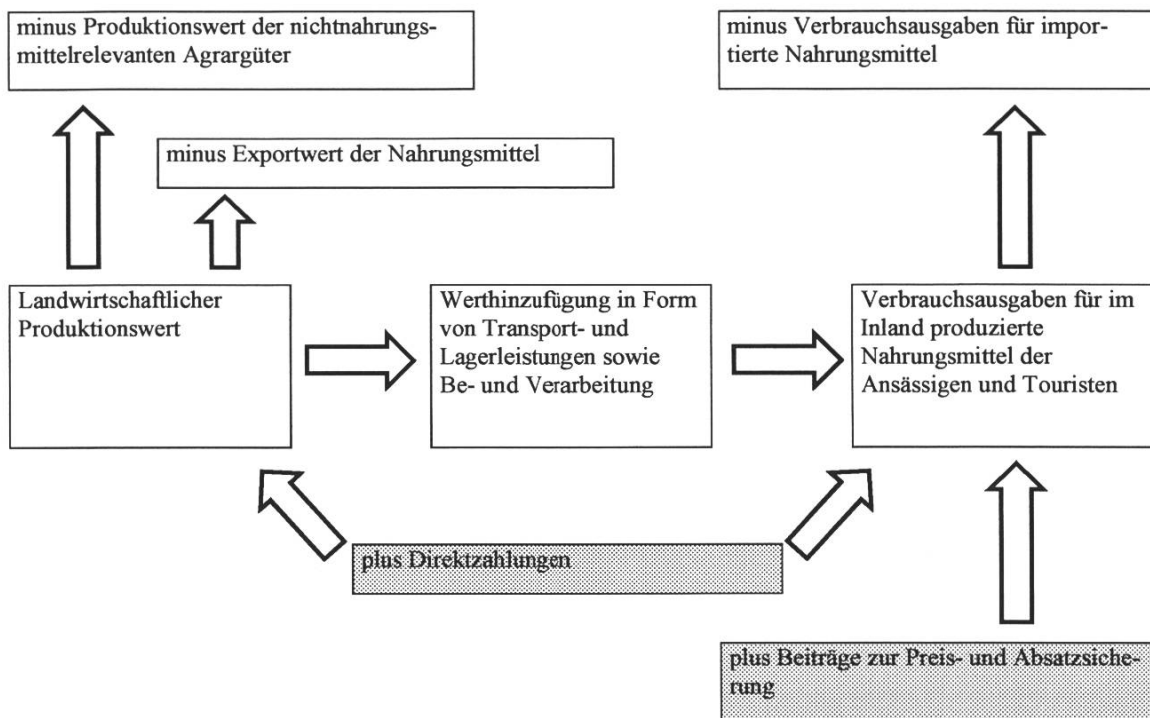 minus Produktionswert der nichtnahrungs-
mittelrelevanten Agrargüter
minus Verbrauchsausgaben für impor-
tierte Nahrungsmittel
minus Exportwert der Nahrungsmittel
Landwirtschaftlicher
Produktionswert
Werthinzufügung in Form
von Transport- und
Lagerleistungen sowie
Be- und Verarbeitung
Verbrauchsausgaben für im
Inland produzierte
Nahrungsmittel der
Ansässigen und Touristen
plus Direktzahlungen
plus Beiträge zur Preis- und Absatzsiche-
rung